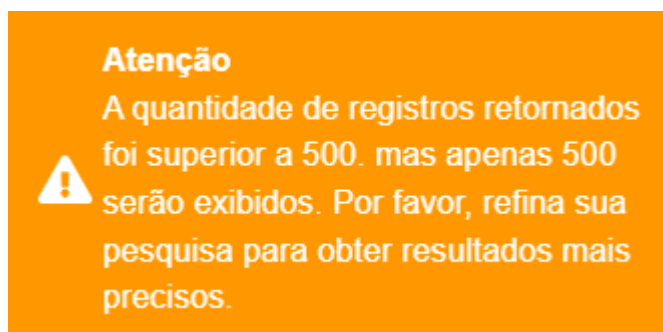 Atenção
A quantidade de registros retornados
foi superior a 500. mas apenas 500
serão exibidos. Por favor, refina sua
pesquisa para obter resultados mais
precisos.